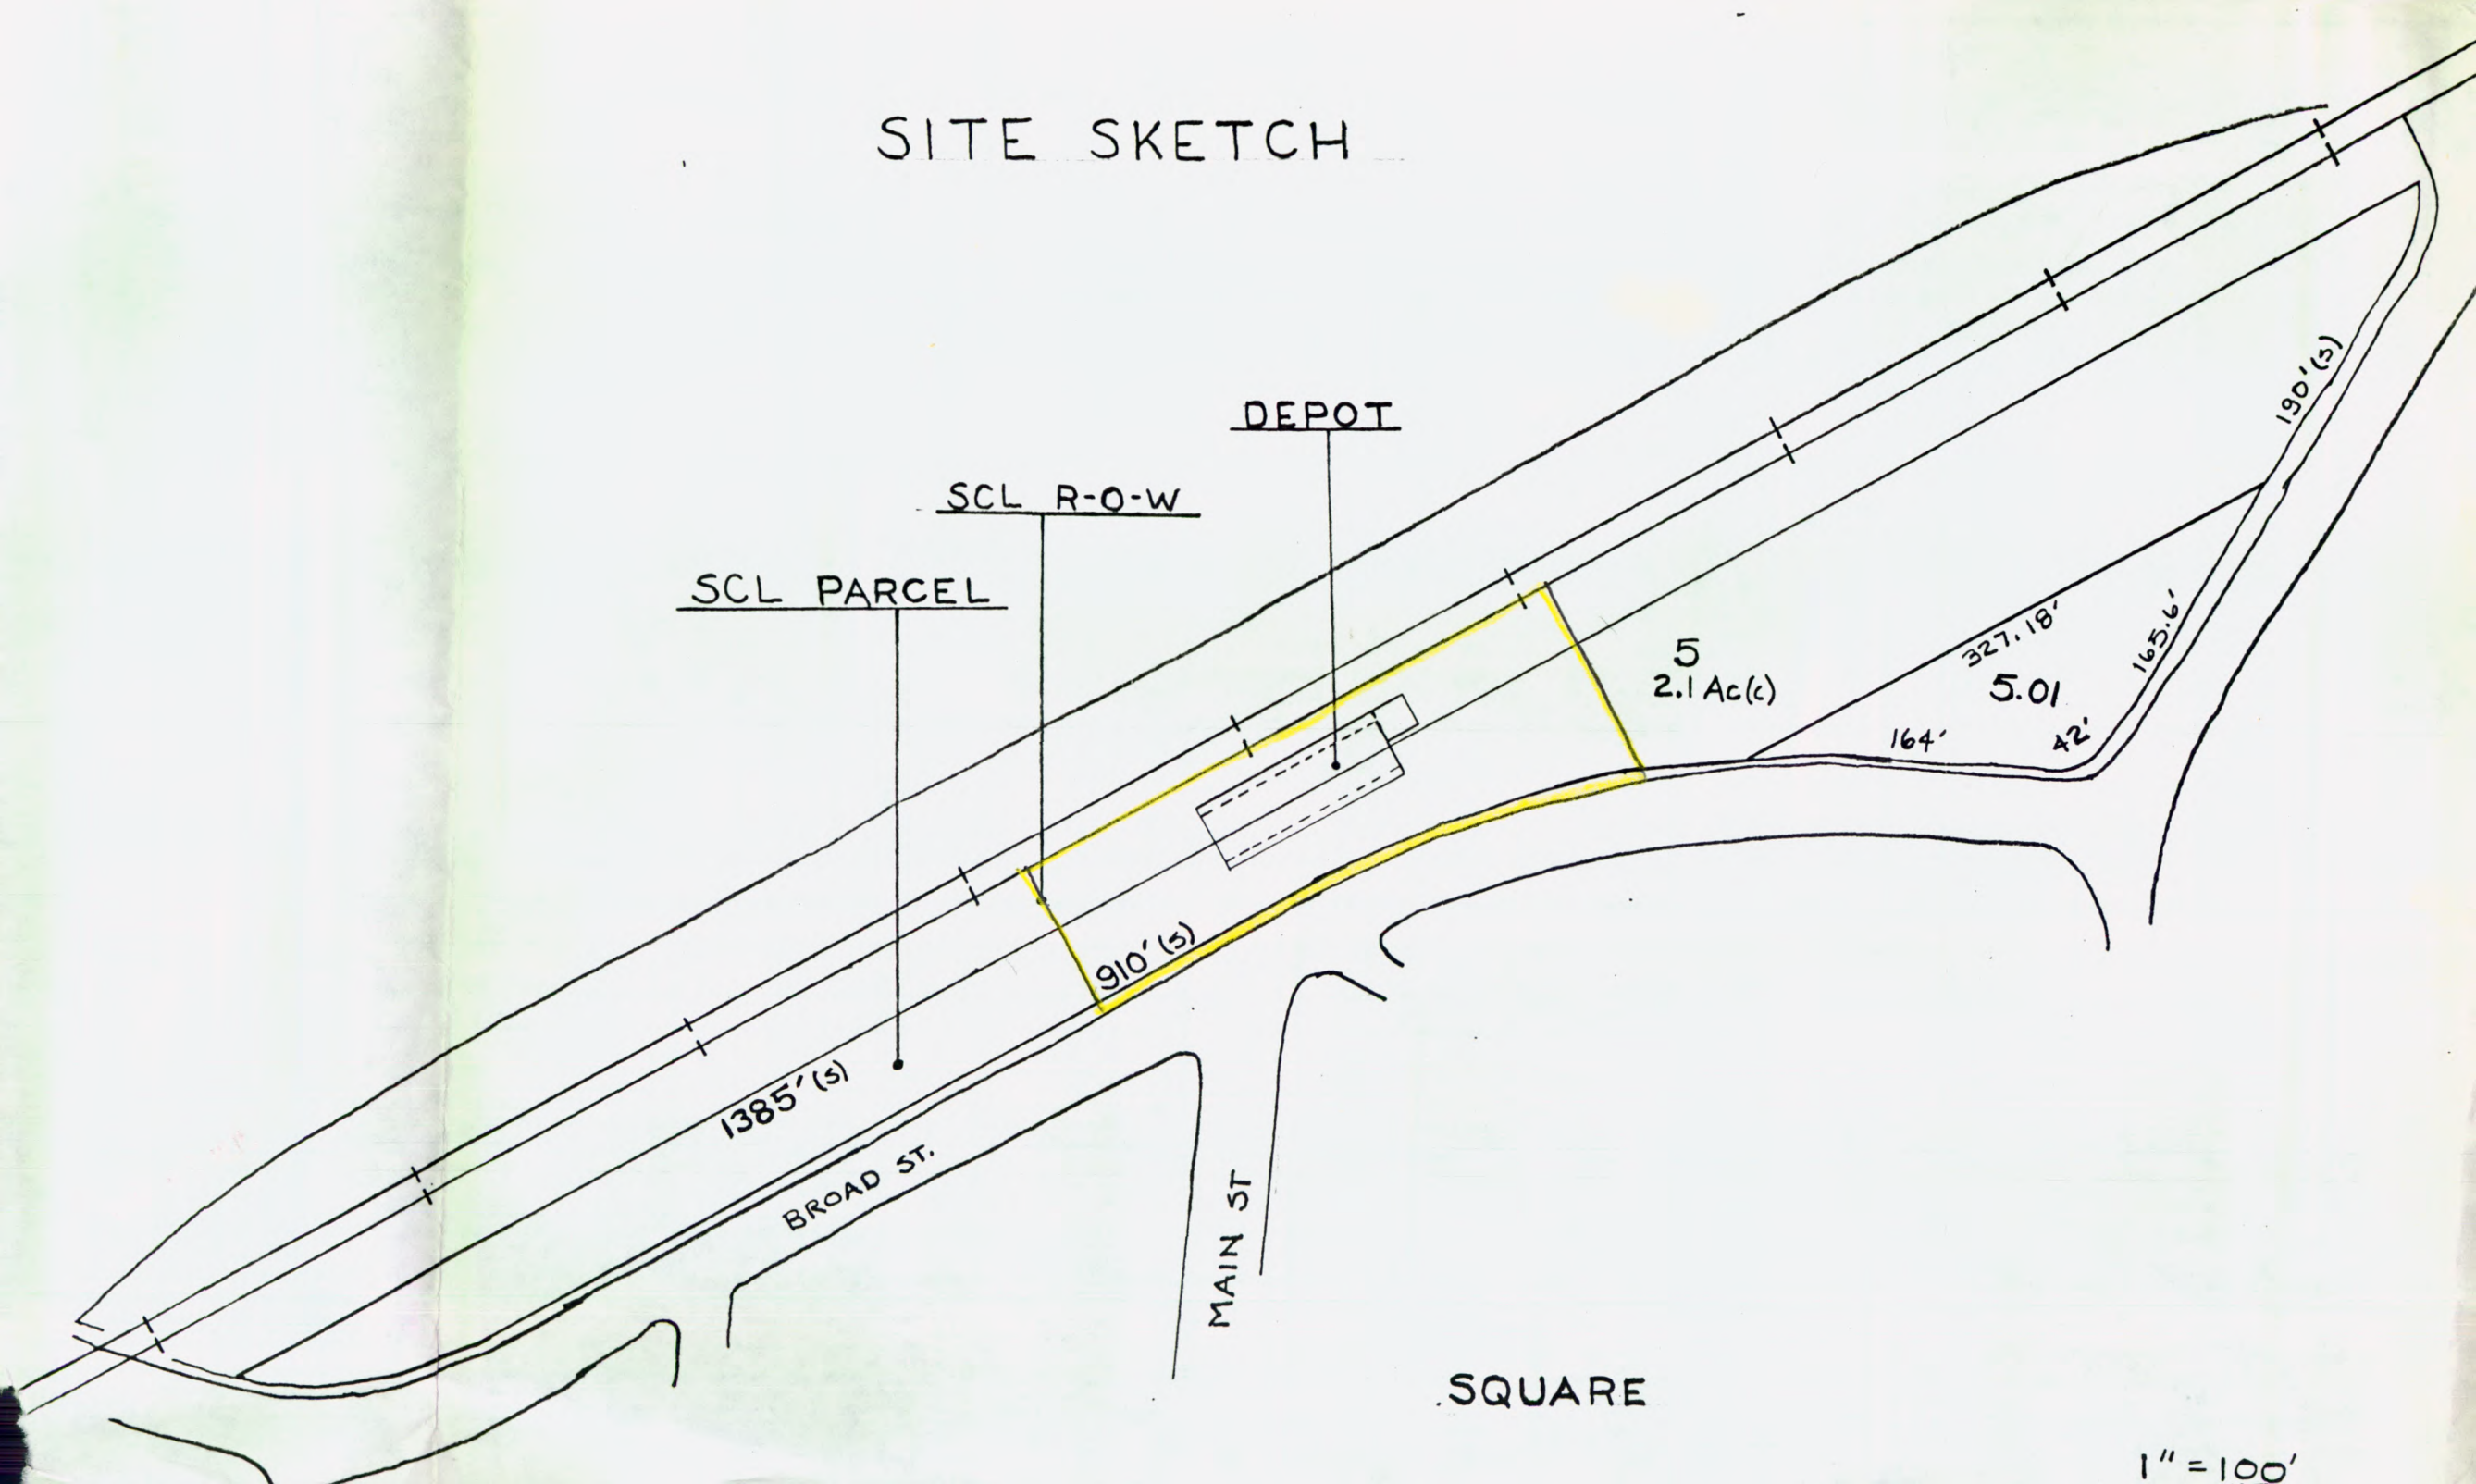 SITE SKETCH
DEPOT
SCL R-O-W
SCL PARCEL
190'(s)
5
2.1 Ac(c)
327.18'
165.6'
5.01
164'
42'
910'(s)
1385'(s)
BROAD ST.
MAIN ST
SQUARE
1" = 100'